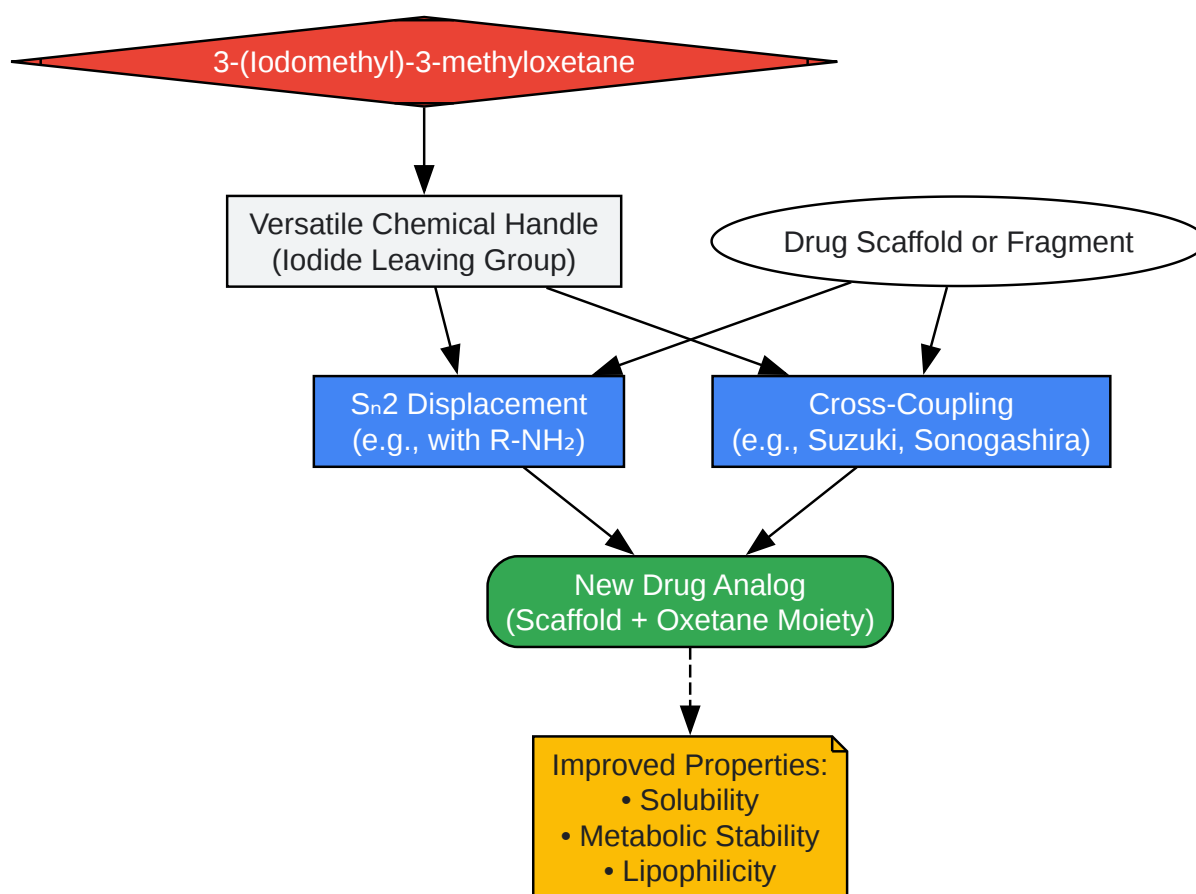 3-(Iodomethyl)-3-methyloxetane
Versatile Chemical Handle
(Iodide Leaving Group)
Drug Scaffold or Fragment
Sₙ2 Displacement
(e.g., with R-NH₂)
Cross-Coupling
(e.g., Suzuki, Sonogashira)
New Drug Analog
(Scaffold + Oxetane Moiety)
Improved Properties:
• Solubility
• Metabolic Stability
• Lipophilicity